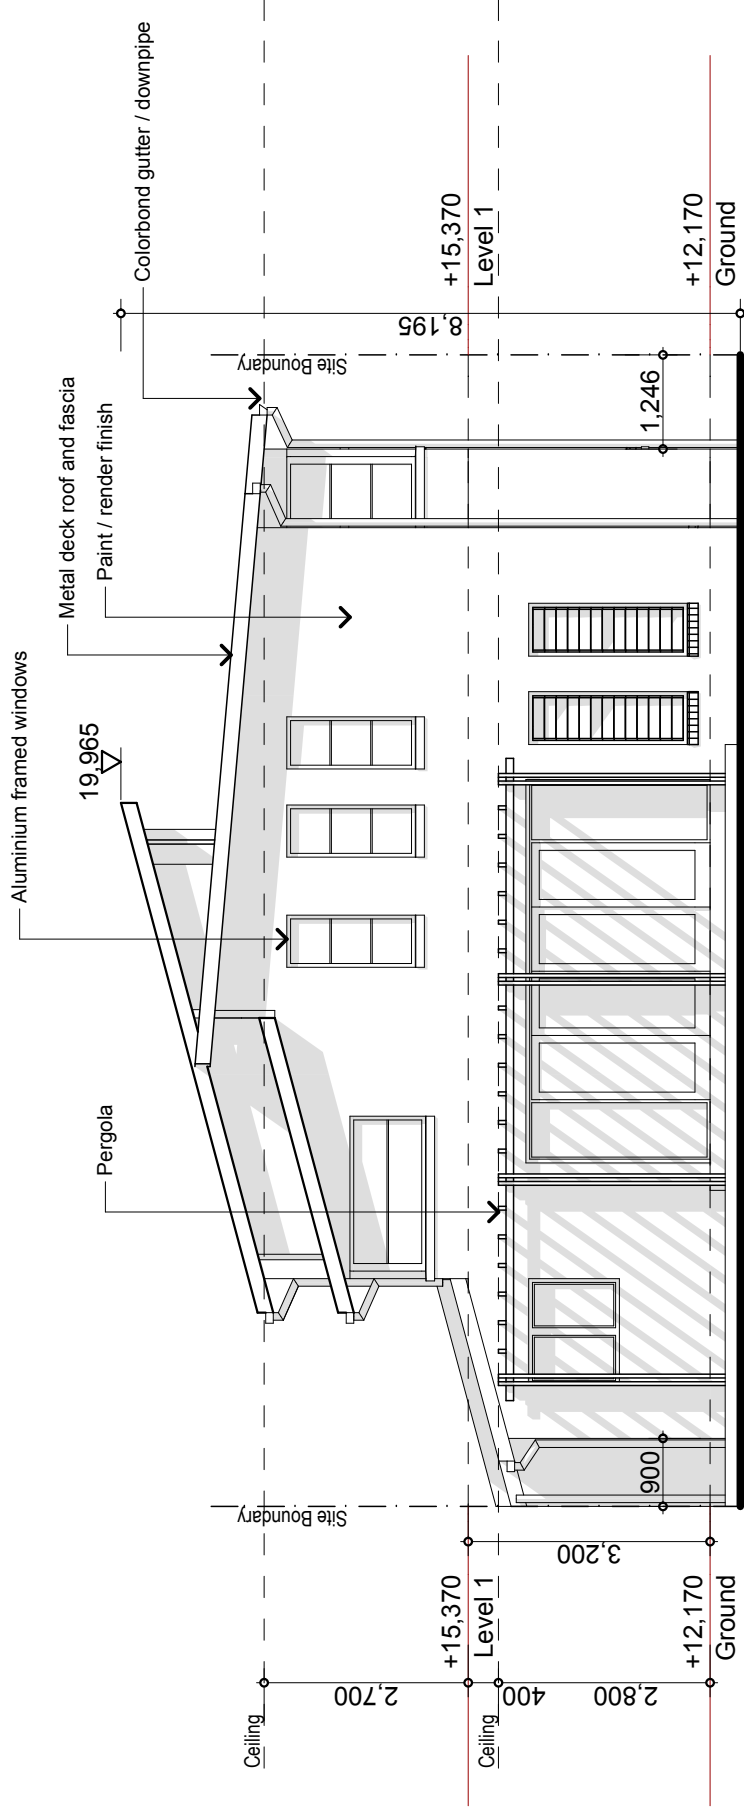 Aluminium framed windows
Metal deck roof and fascia
Paint / render finish
Colorbond gutter / downpipe
Pergola
19,965
Ceiling
2,700
+15,370
Level 1
Ceiling
400
2,800
3,200
+12,170
Ground
Site Boundary
900
Site Boundary
1,246
8,195
+15,370
Level 1
+12,170
Ground